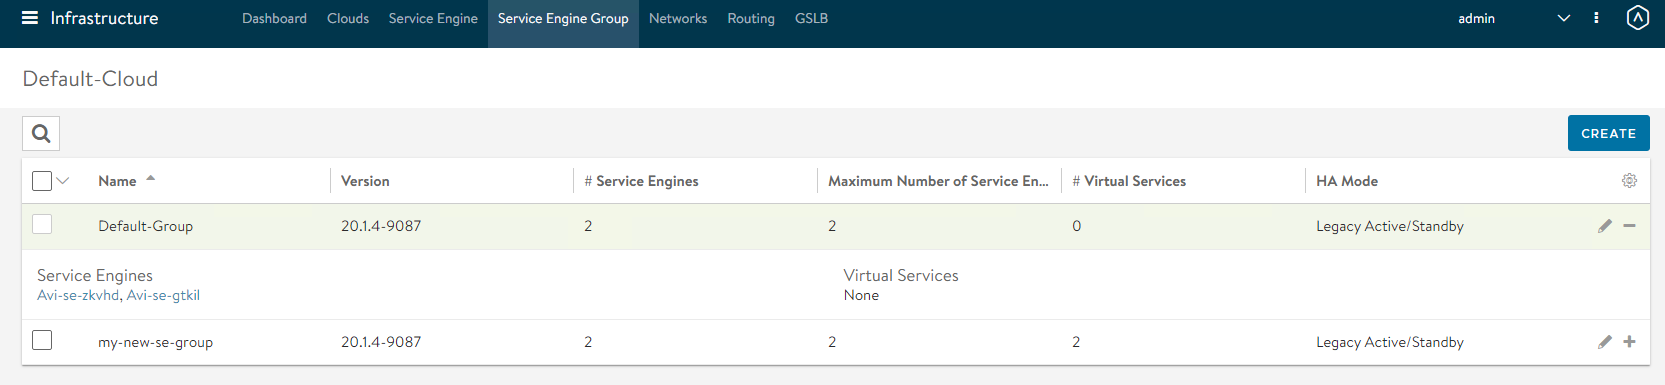 Infrastructure Dashboard Clouds Service Engine Service Engine Group Networks Routing GSLB admin
Default-Cloud
CREATE
Name Version # Service Engines Maximum Number of Service En... # Virtual Services HA Mode
Default-Group 20.1.4-9087 2 2 0 Legacy Active/Standby
Service Engines Virtual Services
Avi-se-zkvhd, Avi-se-gtkil None
my-new-se-group 20.1.4-9087 2 2 2 Legacy Active/Standby